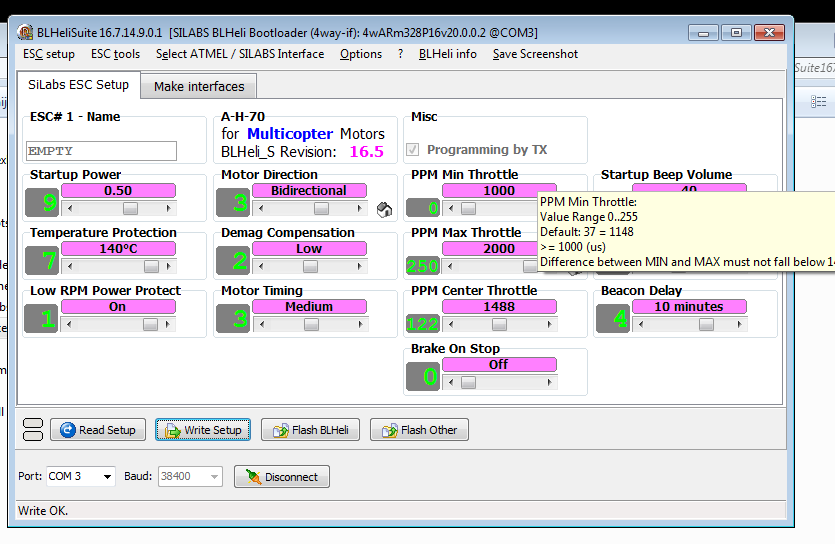 BLHeliSuite 16.7.14.9.0.1 [SILABS BLHeli Bootloader (4way-if): 4wARm328P16v20.0.0.2 @COM3]
ESC setup ESC tools Select ATMEL / SILABS Interface Options ? BLHeli info Save Screenshot
Suite167
SiLabs ESC Setup Make interfaces
ESC# 1 - Name
EMPTY
A-H-70
for Multicopter Motors
BLHeli_S Revision: 16.5
Misc
Programming by TX
Startup Power
9 0.50
Motor Direction
3 Bidirectional
PPM Min Throttle
0 1000
Startup Beep Volume
40
PPM Min Throttle:
Value Range 0..255
Default: 37 = 1148
>= 1000 (us)
Difference between MIN and MAX must not fall below 14
Temperature Protection
7 140°C
Demag Compensation
2 Low
PPM Max Throttle
250 2000
Low RPM Power Protect
1 On
Motor Timing
3 Medium
PPM Center Throttle
122 1488
Beacon Delay
4 10 minutes
Brake On Stop
0 Off
Read Setup Write Setup Flash BLHeli Flash Other
Port: COM 3 Baud: 38400 Disconnect
Write OK.